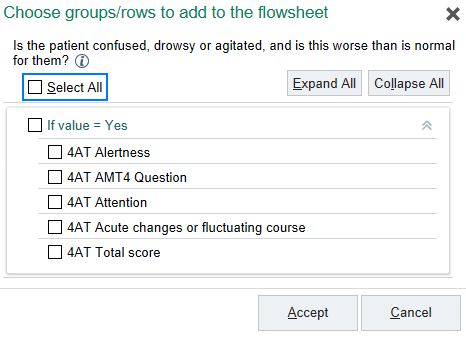 Choose groups/rows to add to the flowsheet
Is the patient confused, drowsy or agitated, and is this worse than is normal
for them?
Select All
Expand All
Collapse All
If value = Yes
4AT Alertness
4AT AMT4 Question
4AT Attention
4AT Acute changes or fluctuating course
4AT Total score
Accept
Cancel